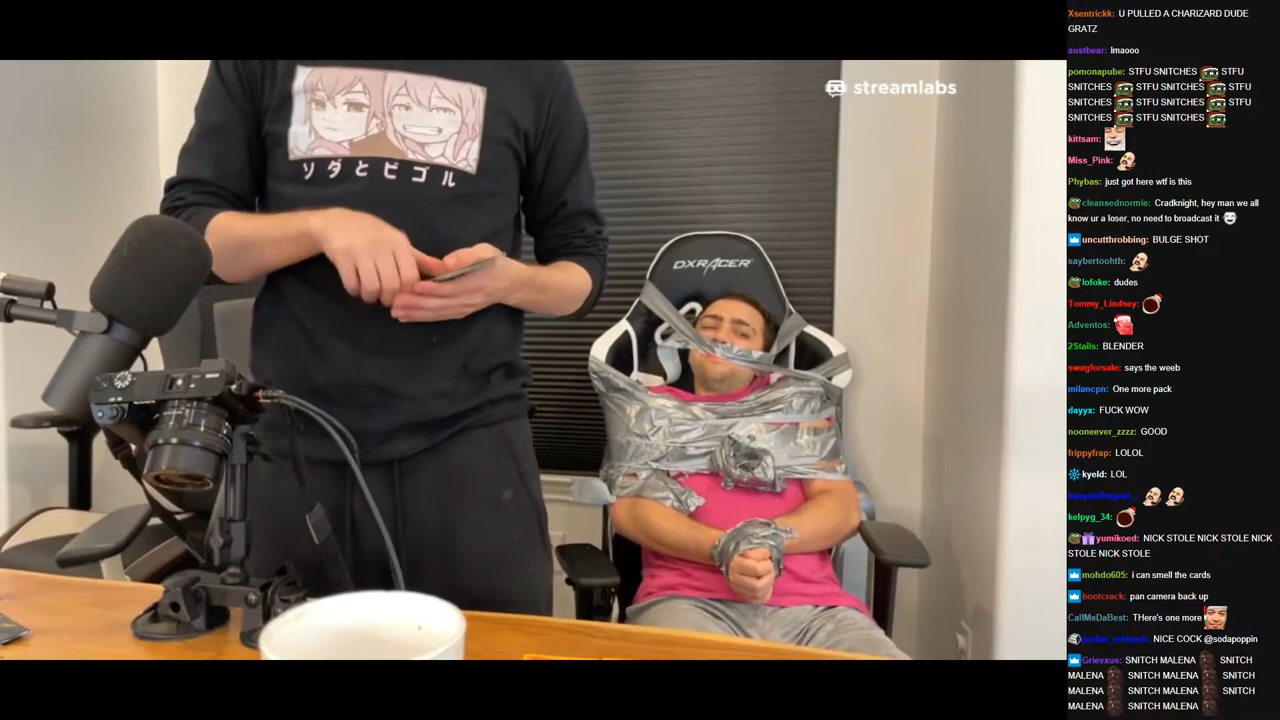 streamlabs
ソダとビゴル
DXRACER
Xsentrickk: U PULLED A CHARIZARD DUDE
GRATZ
austbear: lmaooo
pomonapube: STFU SNITCHES STFU
SNITCHES STFU SNITCHES STFU
SNITCHES STFU SNITCHES STFU
SNITCHES STFU SNITCHES
kittsam:
Miss_Pink:
Phybas: just got here wtf is this
cleansednormie: Cradknight, hey man we all
know ur a loser, no need to broadcast it
uncutthrobbing: BULGE SHOT
saybertoohth:
lofoke: dudes
Tommy_Lindsey:
Adventos:
2Stails: BLENDER
swagforsale: says the weeb
milancpn: One more pack
dayyx: FUCK WOW
nooneever_zzzz: GOOD
frippyfrap: LOLOL
kyeld: LOL
kelpyg_34:
yumikoed: NICK STOLE NICK STOLE NICK
STOLE NICK STOLE
mohdo605: i can smell the cards
bootcrack: pan camera back up
CallMeDaBest: THere's one more
NICE COCK @sodapoppin
Grievxus: SNITCH MALENA SNITCH
MALENA SNITCH MALENA SNITCH
MALENA SNITCH MALENA SNITCH
MALENA SNITCH MALENA